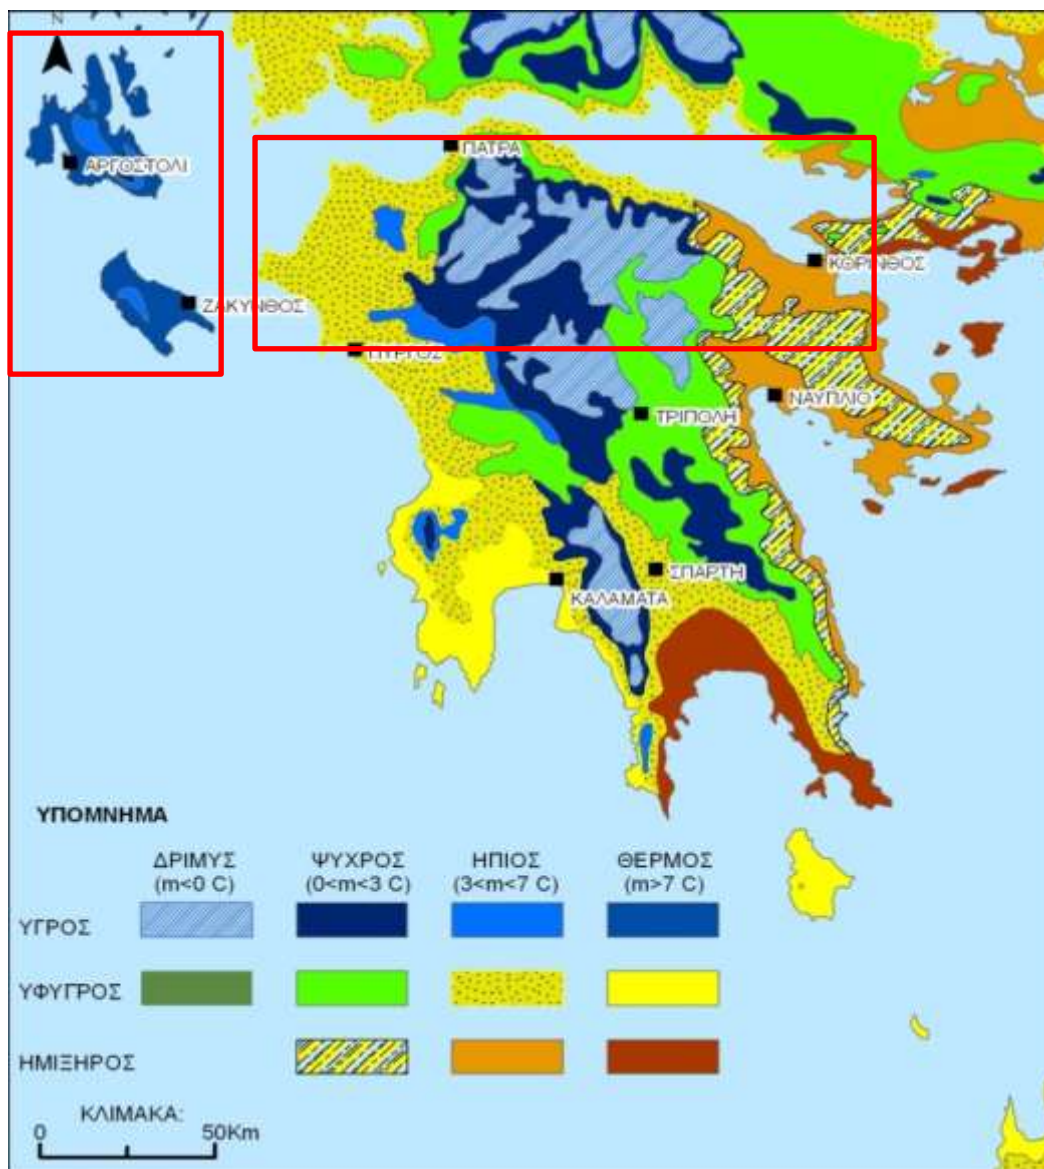 N
ΠΑΤΡΑ
ΑΡΓΟΣΤΟΛΙ
ΚΟΡΙΝΘΟΣ
ΖΑΚΥΝΘΟΣ
ΠΥΡΓΟΣ
ΝΑΥΠΛΙΟ
ΤΡΙΠΟΛΗ
ΣΠΑΡΤΗ
ΚΑΛΑΜΑΤΑ
ΥΠΟΜΝΗΜΑ
ΔΡΙΜΥΣ ΨΥΧΡΟΣ ΗΠΙΟΣ ΘΕΡΜΟΣ
(m<0 C) (0<m<3 C) (3<m<7 C) (m>7 C)
ΥΓΡΟΣ
ΥΦΥΓΡΟΣ
ΗΜΙΞΗΡΟΣ
ΚΛΙΜΑΚΑ:
0 50Km